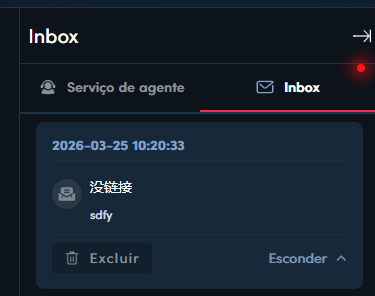 Inbox
Serviço de agente
Inbox
2026-03-25 10:20:33
没链接
sdfy
Excluir
Esconder